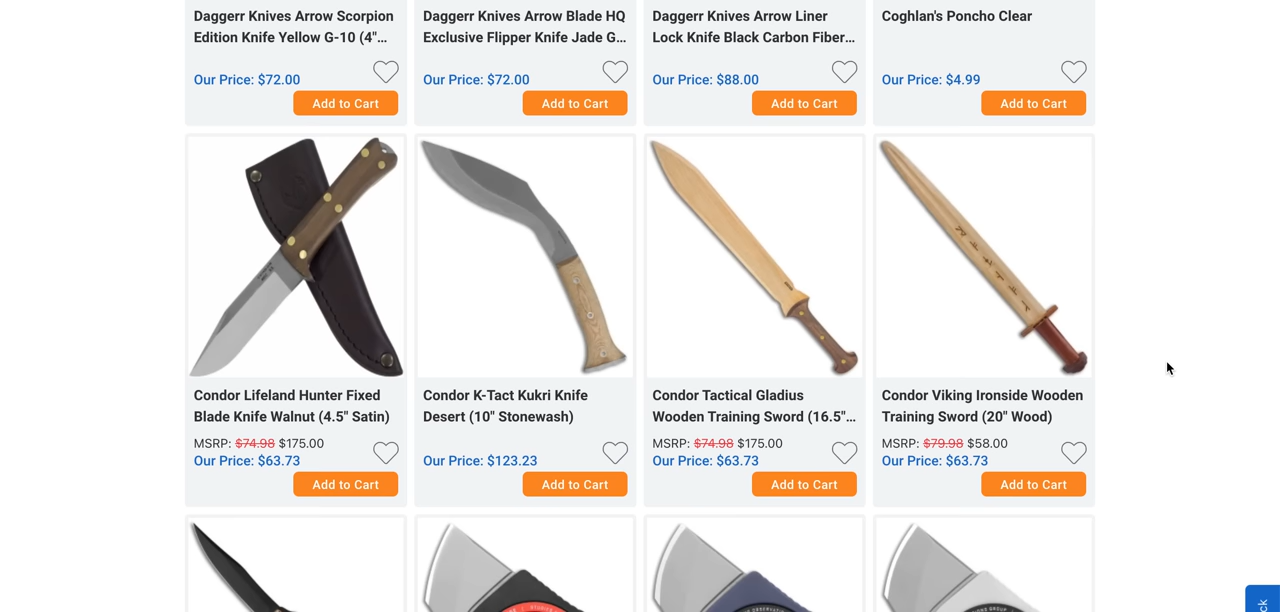 Daggerr Knives Arrow Scorpion
Edition Knife Yellow G-10 (4"...
Our Price: $72.00
Add to Cart
Daggerr Knives Arrow Blade HQ
Exclusive Flipper Knife Jade G...
Our Price: $72.00
Add to Cart
Daggerr Knives Arrow Liner
Lock Knife Black Carbon Fiber...
Our Price: $88.00
Add to Cart
Coghlan's Poncho Clear
Our Price: $4.99
Add to Cart
Condor Lifeland Hunter Fixed
Blade Knife Walnut (4.5" Satin)
MSRP: $74.98 $175.00
Our Price: $63.73
Add to Cart
Condor K-Tact Kukri Knife
Desert (10" Stonewash)
Our Price: $123.23
Add to Cart
Condor Tactical Gladius
Wooden Training Sword (16.5"...
MSRP: $74.98 $175.00
Our Price: $63.73
Add to Cart
Condor Viking Ironside Wooden
Training Sword (20" Wood)
MSRP: $79.98 $58.00
Our Price: $63.73
Add to Cart